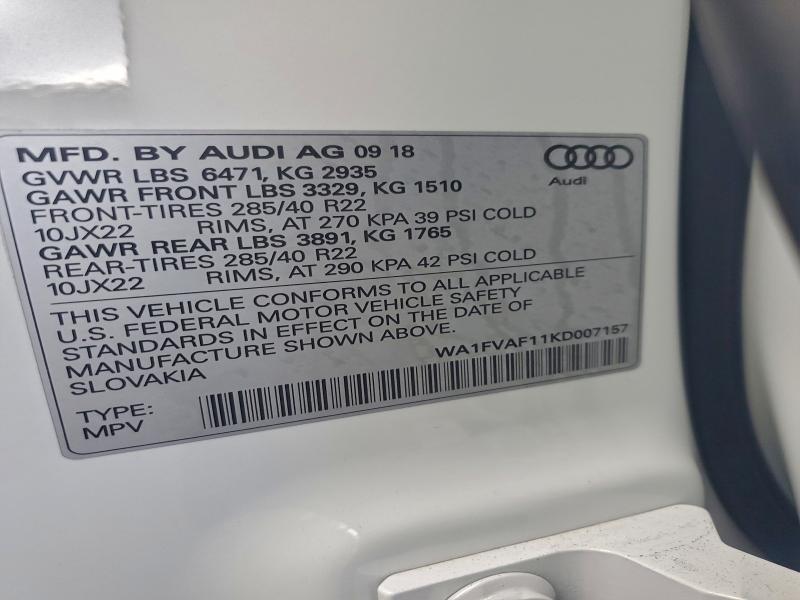 MFD. BY AUDI AG 09 18
GVWR LBS 6471, KG 2935
GAWR FRONT LBS 3329, KG 1510
FRONT-TIRES 285/40 R22
10JX22 RIMS, AT 270 KPA 39 PSI COLD
GAWR REAR LBS 3891, KG 1765
REAR-TIRES 285/40 R22
10JX22 RIMS, AT 290 KPA 42 PSI COLD
THIS VEHICLE CONFORMS TO ALL APPLICABLE
U.S. FEDERAL MOTOR VEHICLE SAFETY
STANDARDS IN EFFECT ON THE DATE OF
MANUFACTURE SHOWN ABOVE.
SLOVAKIA
WA1FVAF11KD007157
TYPE:
MPV
Audi